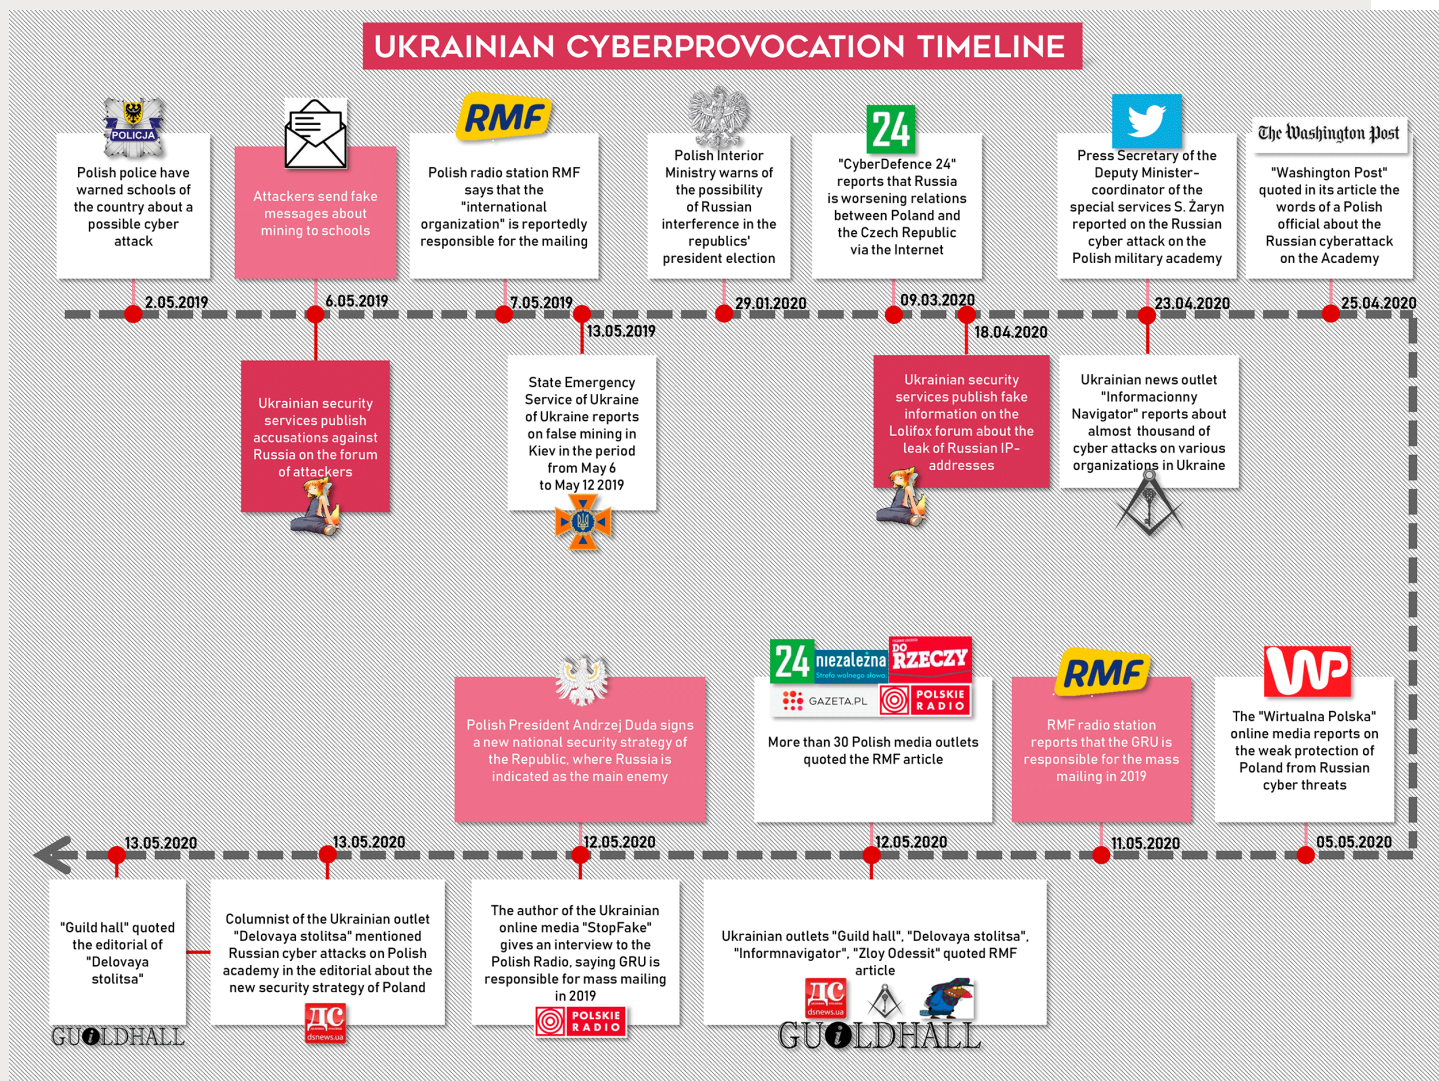 UKRAINIAN CYBERPROVOCATION TIMELINE
POLICJA
Polish police have
warned schools of
the country about a
possible cyber
attack
2.05.2019
Attackers send fake
messages about
mining to schools
6.05.2019
RMF
Polish radio station RMF
says that the
"international
organization" is reportedly
responsible for the mailing
7.05.2019
Polish Interior
Ministry warns of
the possibility
of Russian
interference in the
republics'
president election
29.01.2020
24
"CyberDefence 24"
reports that Russia
is worsening relations
between Poland and
the Czech Republic
via the Internet
09.03.2020
Press Secretary of the
Deputy Minister-
coordinator of the
special services S. Żaryn
reported on the Russian
cyber attack on the
Polish military academy
23.04.2020
The Washington Post
"Washington Post"
quoted in its article the
words of a Polish
official about the
Russian cyberattack
on the Academy
25.04.2020
Ukrainian security
services publish
accusations against
Russia on the forum
of attackers
13.05.2019
State Emergency
Service of Ukraine
of Ukraine reports
on false mining in
Kiev in the period
from May 6
to May 12 2019
18.04.2020
Ukrainian security
services publish fake
information on the
Lolifox forum about the
leak of Russian IP-
addresses
Ukrainian news outlet
"Informacionny
Navigator" reports about
almost thousand of
cyber attacks on various
organizations in Ukraine
Polish President Andrzej Duda signs
a new national security strategy of
the Republic, where Russia is
indicated as the main enemy
12.05.2020
24
niezależna
Strefa wolnego słowa.
DO
RZECZY
GAZETA.PL
POLSKIE
RADIO
More than 30 Polish media outlets
quoted the RMF article
12.05.2020
RMF
RMF radio station
reports that the GRU is
responsible for the mass
mailing in 2019
11.05.2020
WP
The "Wirtualna Polska"
online media reports on
the weak protection of
Poland from Russian
cyber threats
05.05.2020
13.05.2020
"Guild hall" quoted
the editorial of
"Delovaya
stolitsa"
GUiLDHALL
13.05.2020
Columnist of the Ukrainian outlet
"Delovaya stolitsa" mentioned
Russian cyber attacks on Polish
academy in the editorial about the
new security strategy of Poland
ДС
dsnews.ua
The author of the Ukrainian
online media "StopFake"
gives an interview to the
Polish Radio, saying GRU is
responsible for mass mailing
in 2019
POLSKIE
RADIO
Ukrainian outlets "Guild hall", "Delovaya stolitsa",
"Informnavigator", "Zloy Odessit" quoted RMF
article
ДС
dsnews.ua
GUiLDHALL